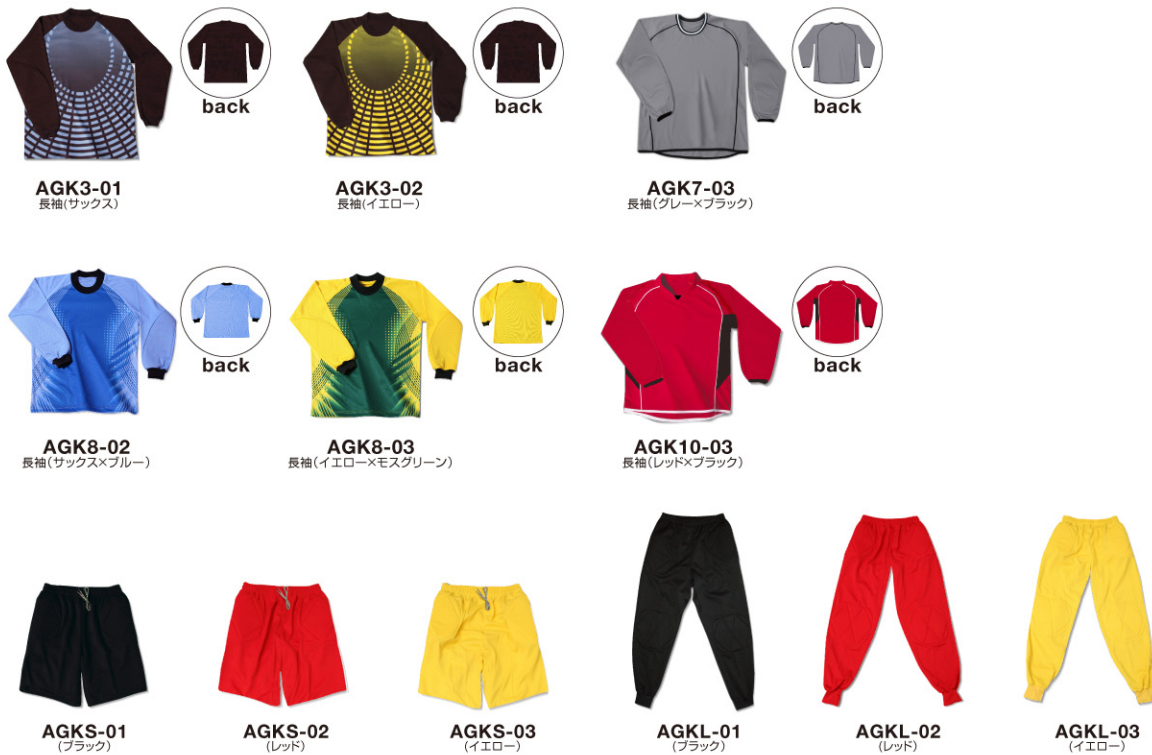 back
back
back
AGK3-01
長袖(サックス)
AGK3-02
長袖(イエロー)
AGK7-03
長袖(グレー×ブラック)
back
back
back
AGK8-02
長袖(サックス×ブルー)
AGK8-03
長袖(イエロー×モスグリーン)
AGK10-03
長袖(レッド×ブラック)
AGKS-01
(ブラック)
AGKS-02
(レッド)
AGKS-03
(イエロー)
AGKL-01
(ブラック)
AGKL-02
(レッド)
AGKL-03
(イエロー)